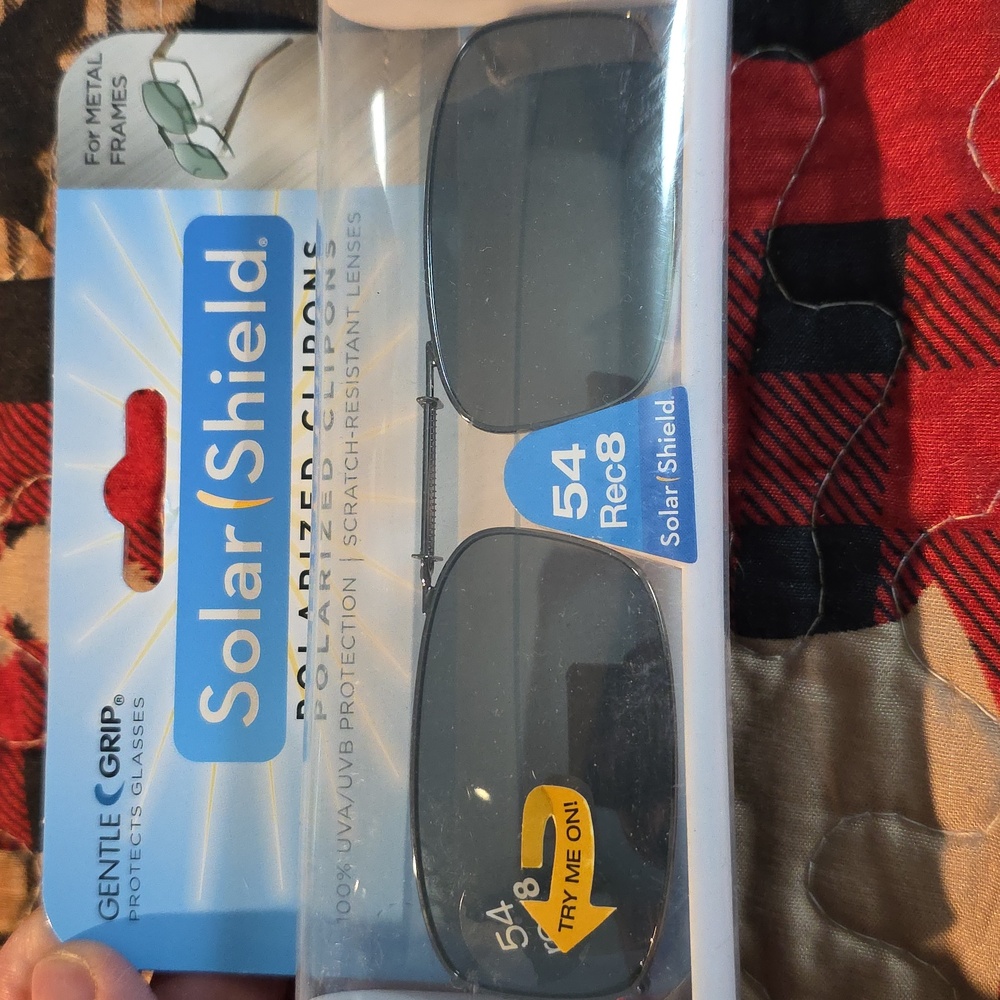 For METAL
FRAMES
GENTLE GRIP®
PROTECTS GLASSES
Solar Shield®
POLARIZED CLIPONS
100% UVA/UVB PROTECTION | SCRATCH-RESISTANT LENSES
54
Rec8
Solar Shield.
54
rec8
TRY ME ON!